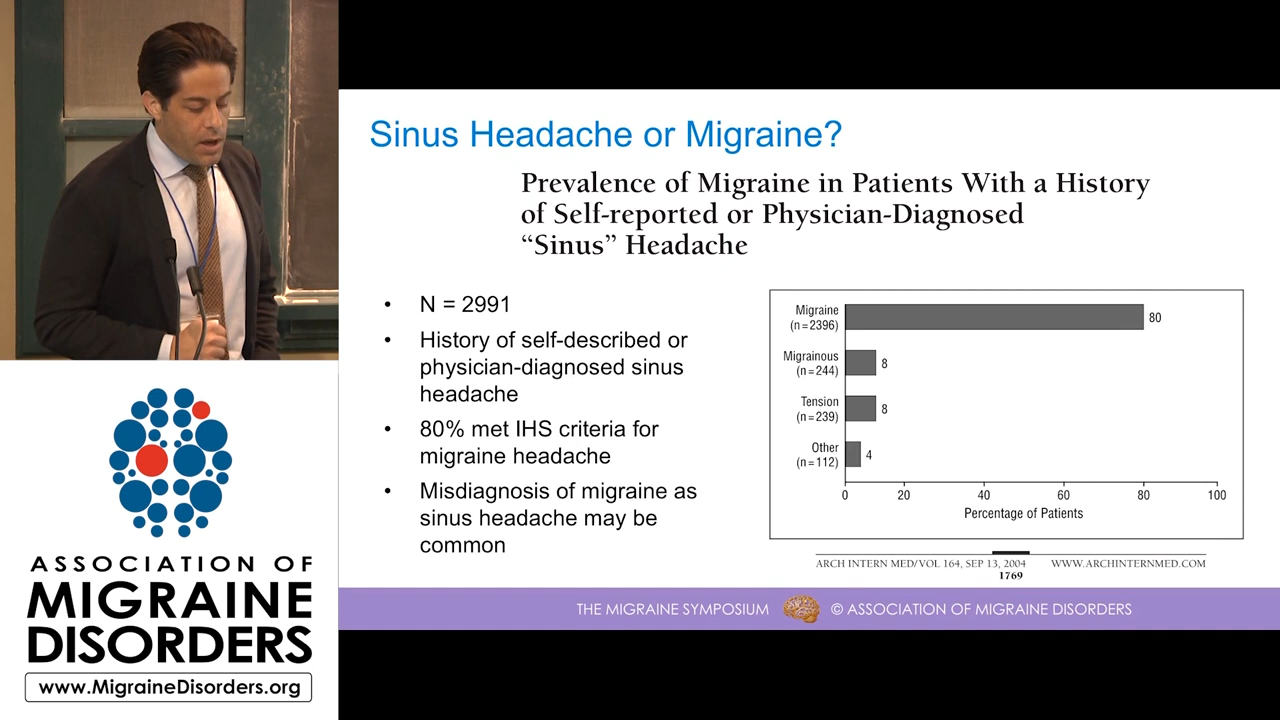 Sinus Headache or Migraine?
Prevalence of Migraine in Patients With a History
of Self-reported or Physician-Diagnosed
“Sinus” Headache
• N = 2991
• History of self-described or
physician-diagnosed sinus
headache
• 80% met IHS criteria for
migraine headache
• Misdiagnosis of migraine as
sinus headache may be
common
Migraine
(n=2396)
80
Migrainous
(n=244)
8
Tension
(n=239)
8
Other
(n=112)
4
0 20 40 60 80 100
Percentage of Patients
ARCH INTERN MED/VOL 164, SEP 13, 2004 WWW.ARCHINTERNMED.COM
1769
THE MIGRAINE SYMPOSIUM © ASSOCIATION OF MIGRAINE DISORDERS
ASSOCIATION OF
MIGRAINE
DISORDERS
www.MigraineDisorders.org